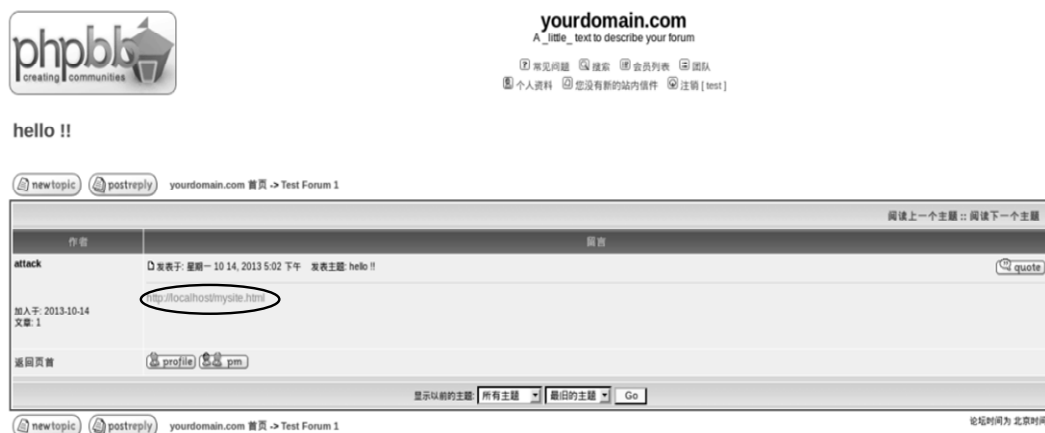 phpbb
creating communities
yourdomain.com
A _little_ text to describe your forum
常见问题 搜索 会员列表 团队
个人资料 您没有新的站内信件 注销 [ test ]
hello !!
newtopic postreply yourdomain.com 首页 -> Test Forum 1
阅读上一个主题 :: 阅读下一个主题
作者 留言
attack
发表于: 星期一 10 14, 2013 5:02 下午 发表主题: hello !!
quote
http://localhost/mysite.html
加入于: 2013-10-14
文章: 1
返回页首 profile pm
显示以前的主题: 所有主题 最旧的主题 Go
newtopic postreply yourdomain.com 首页 -> Test Forum 1
论坛时间为 北京时间